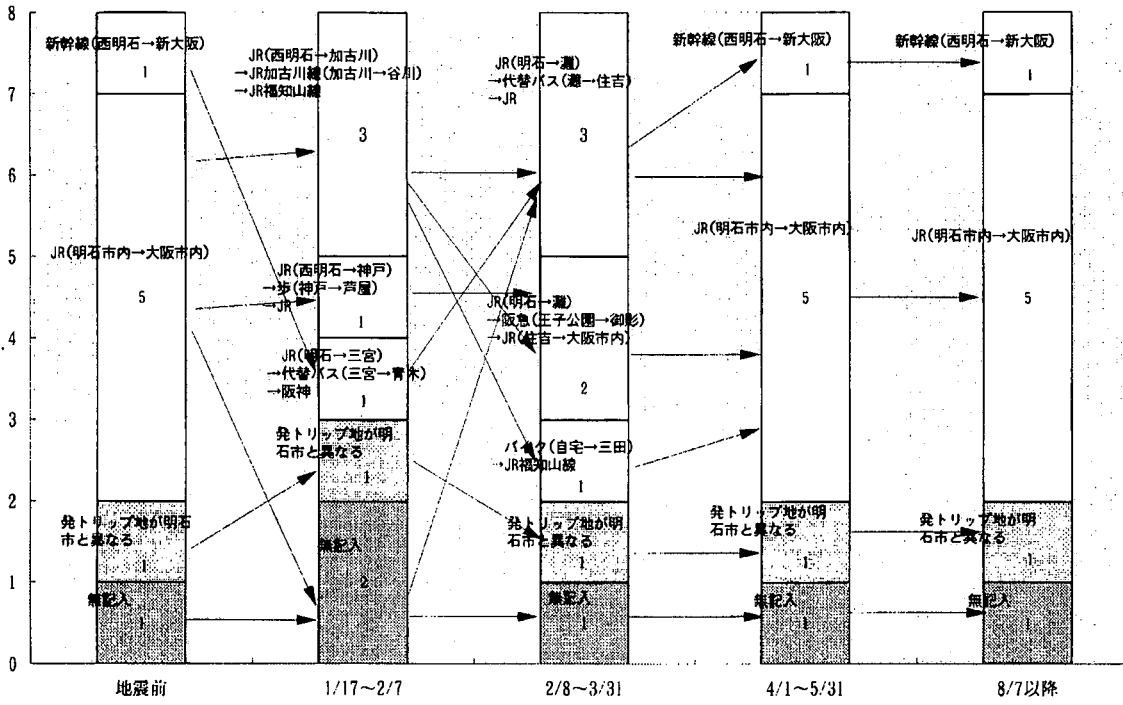 8
7
6
5
4
3
2
1
0
新幹線(西明石→新大阪)
1
JR(明石市内→大阪市内)
5
発トリップ地が明石
市と異なる
1
無記入
1
地震前
JR(西明石→加古川)
→JR加古川線(加古川→谷川)
→JR福知山線
3
JR(西明石→神戸)
→歩(神戸→芦屋)
→JR
1
JR(明石→三宮)
→代替バス(三宮→青木)
→阪神
1
発トリップ地が明
石市と異なる
1
無記入
2
1/17~2/7
JR(明石→灘)
→代替バス(灘→住吉)
→JR
3
JR(明石→灘)
→阪急(王子公園→御影)
→JR(住吉→大阪市内)
2
バイク(自宅→三田)
→JR福知山線
1
発トリップ地が明
石市と異なる
1
無記入
1
2/8~3/31
新幹線(西明石→新大阪)
1
JR(明石市内→大阪市内)
5
発トリップ地が明
石市と異なる
1
無記入
1
4/1~5/31
新幹線(西明石→新大阪)
1
JR(明石市内→大阪市内)
5
発トリップ地が明
石市と異なる
1
無記入
1
8/7以降